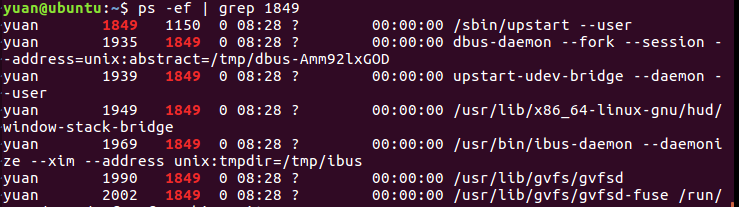 yuan@ubuntu:~$ ps -ef | grep 1849
yuan 1849 1150 0 08:28 ? 00:00:00 /sbin/upstart --user
yuan 1935 1849 0 08:28 ? 00:00:00 dbus-daemon --fork --session -
-address=unix:abstract=/tmp/dbus-Amm92lxGOD
yuan 1939 1849 0 08:28 ? 00:00:00 upstart-udev-bridge --daemon -
-user
yuan 1949 1849 0 08:28 ? 00:00:00 /usr/lib/x86_64-linux-gnu/hud/
window-stack-bridge
yuan 1969 1849 0 08:28 ? 00:00:00 /usr/bin/ibus-daemon --daemoni
ze --xim --address unix:tmpdir=/tmp/ibus
yuan 1990 1849 0 08:28 ? 00:00:00 /usr/lib/gvfs/gvfsd
yuan 2002 1849 0 08:28 ? 00:00:00 /usr/lib/gvfs/gvfsd-fuse /run/